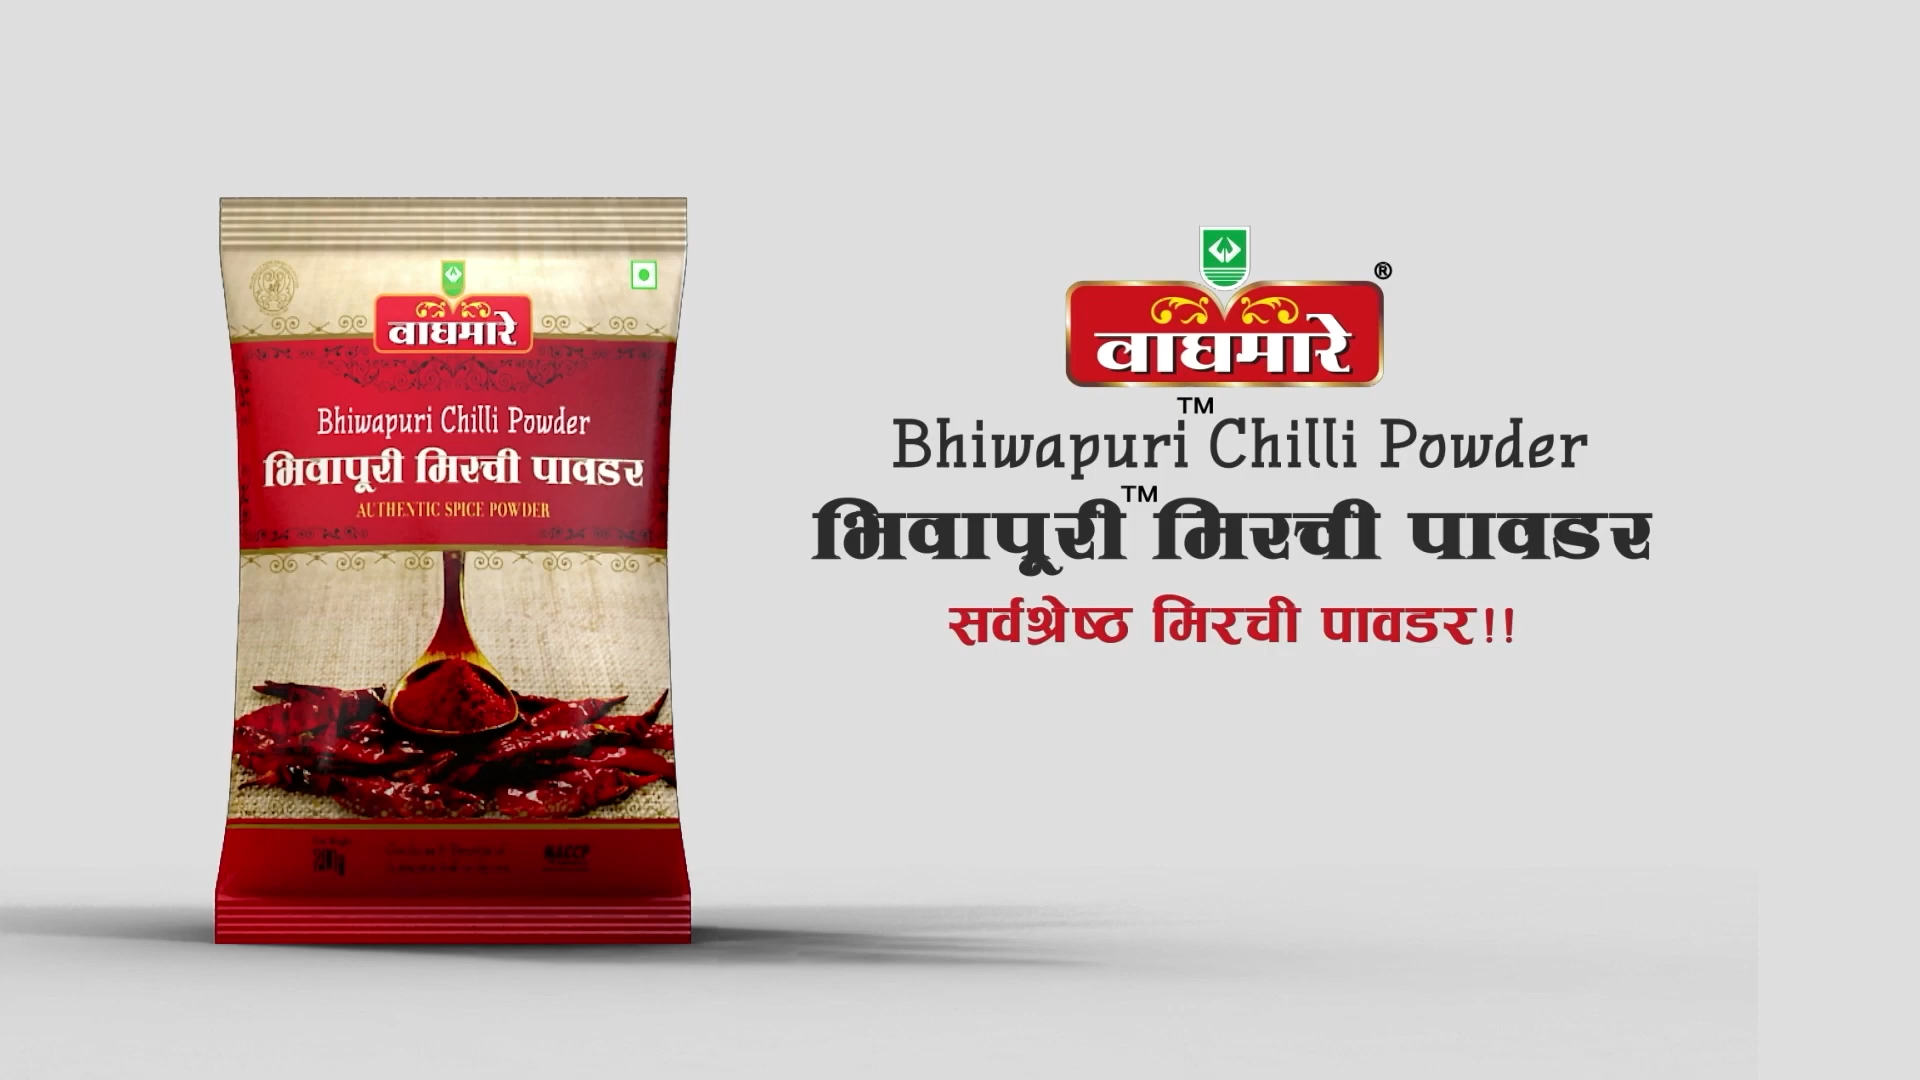 वाघमारे
Bhiwapuri Chilli Powder
भिवापूरी मिरची पावडर
AUTHENTIC SPICE POWDER
HACCP
वाघमारे ®
Bhiwapuri™ Chilli Powder
भिवापूरी™ मिरची पावडर
सर्वश्रेष्ठ मिरची पावडर!!